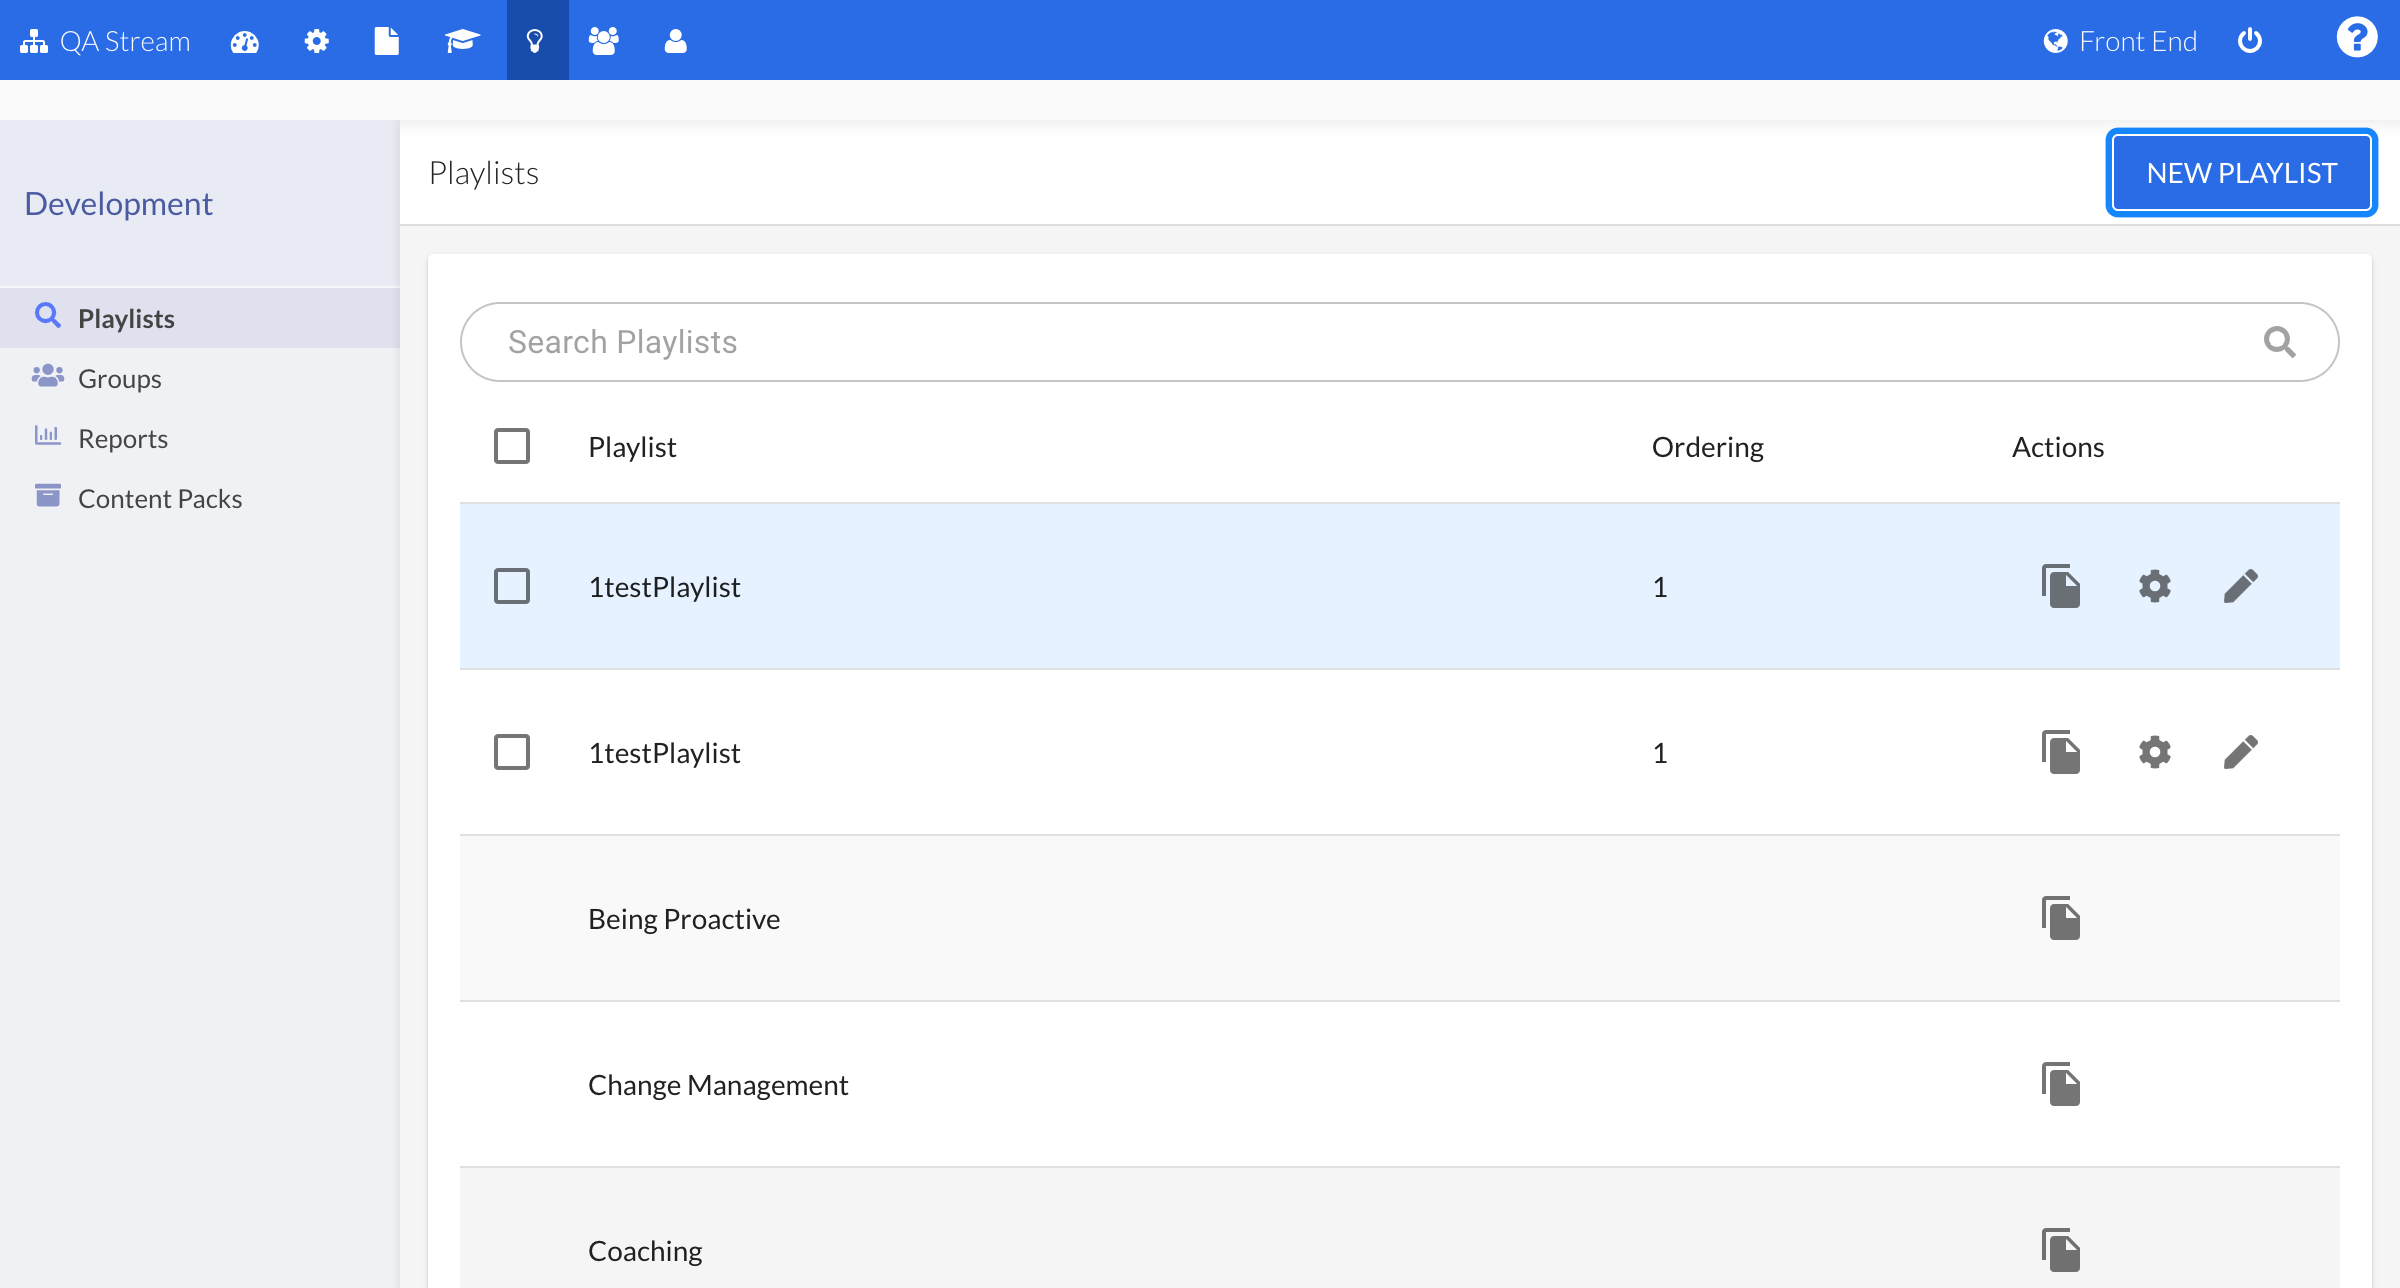 QA Stream
Front End
Development
Playlists
Groups
Reports
Content Packs
Playlists
NEW PLAYLIST
Search Playlists
Playlist Ordering Actions
1testPlaylist 1
1testPlaylist 1
Being Proactive
Change Management
Coaching